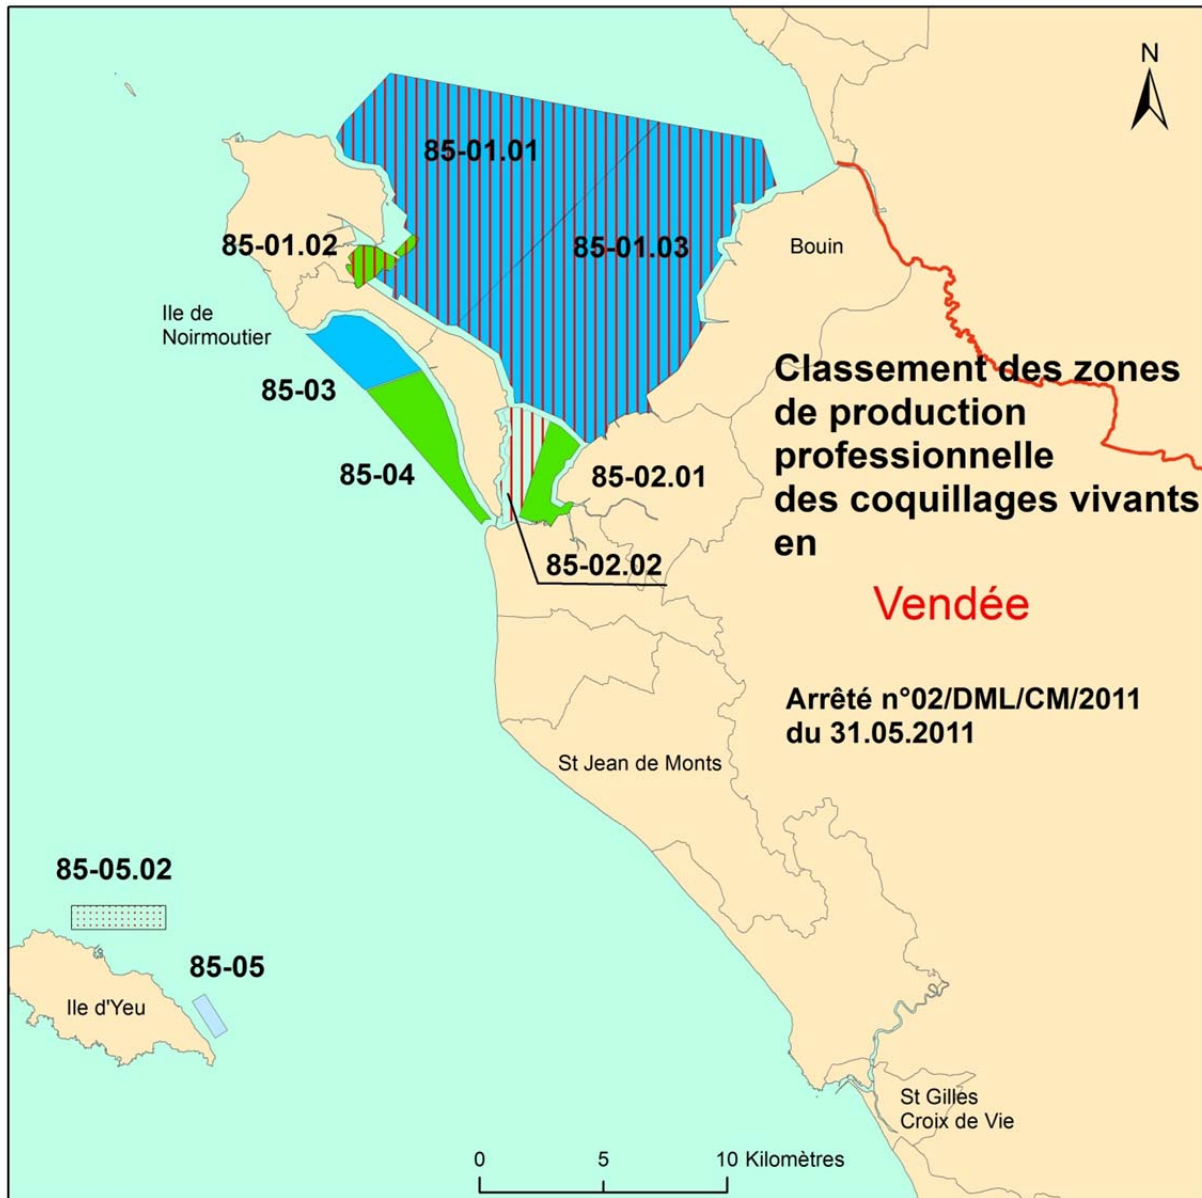 N
85-01.01
85-01.02
85-01.03
Bouin
Ile de
Noirmoutier
85-03
Classement des zones
de production
professionnelle
des coquillages vivants
en
85-04
85-02.01
85-02.02
Vendée
Arrêté n°02/DML/CM/2011
du 31.05.2011
St Jean de Monts
85-05.02
85-05
Ile d'Yeu
St Gilles
Croix de Vie
0 5 10 Kilomètres